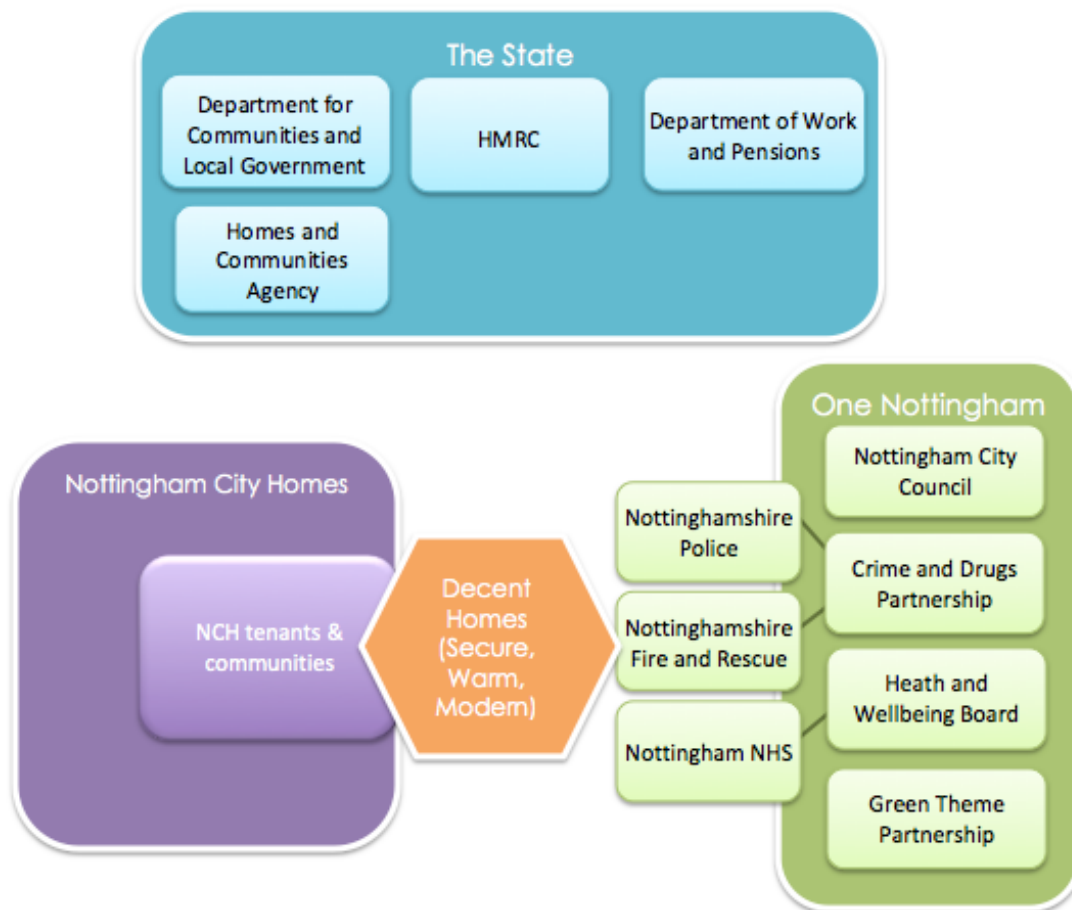 The State
Department for
Communities and
Local Government
HMRC
Department of Work
and Pensions
Homes and
Communities
Agency
One Nottingham
Nottingham City
Council
Nottingham City Homes
Nottinghamshire
Police
Crime and Drugs
Partnership
Decent
Homes
(Secure,
Warm,
Modern)
NCH tenants &
communities
Nottinghamshire
Fire and Rescue
Heath and
Wellbeing Board
Nottingham NHS
Green Theme
Partnership